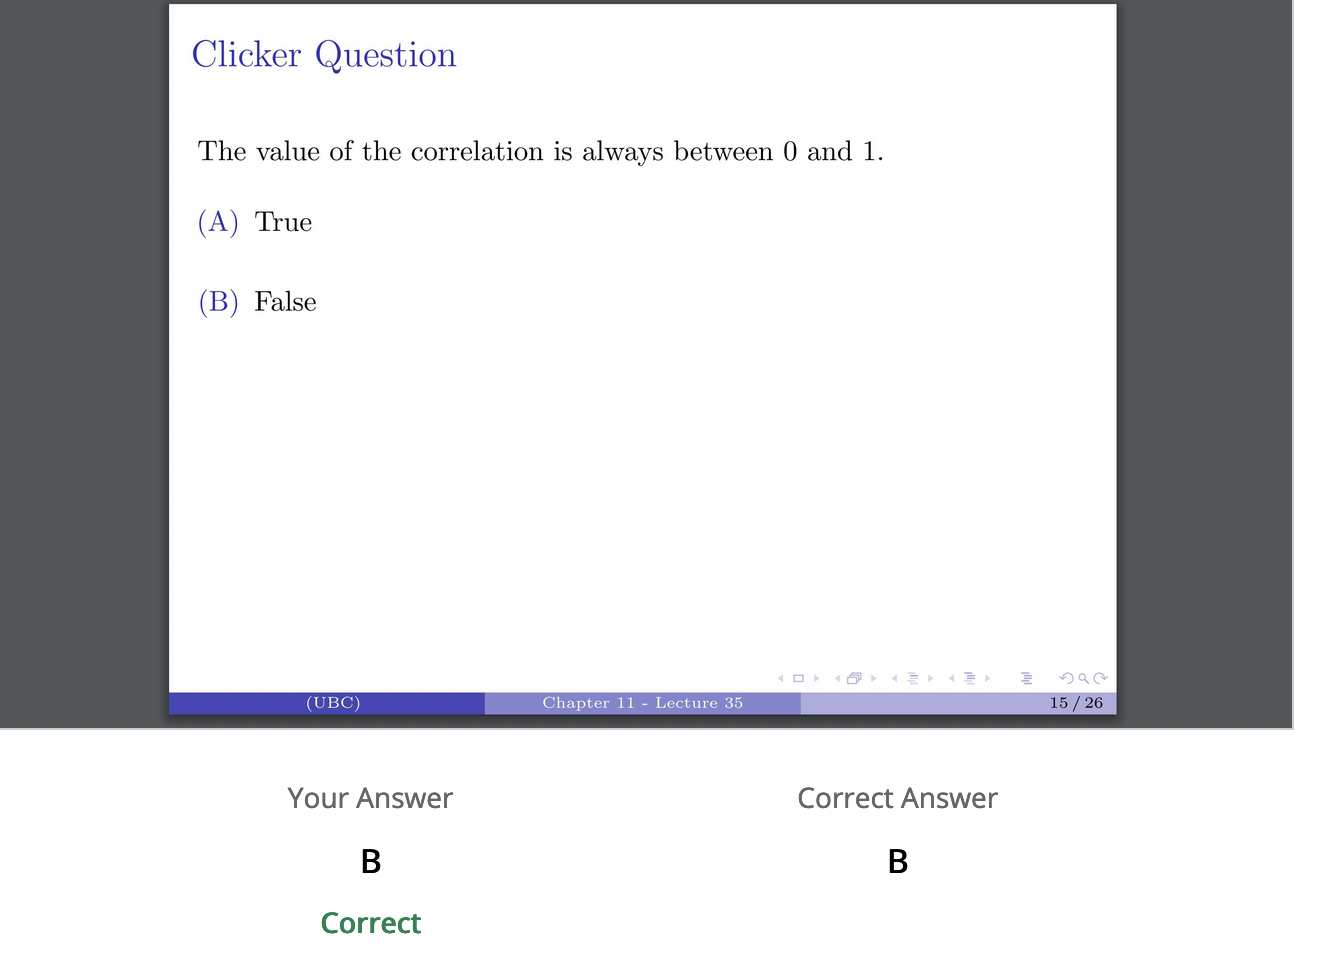 Clicker Question
The value of the correlation is always between 0 and 1.
(A) True
(B) False
(UBC) Chapter 11 - Lecture 35 15 / 26
Your Answer Correct Answer
B B
Correct